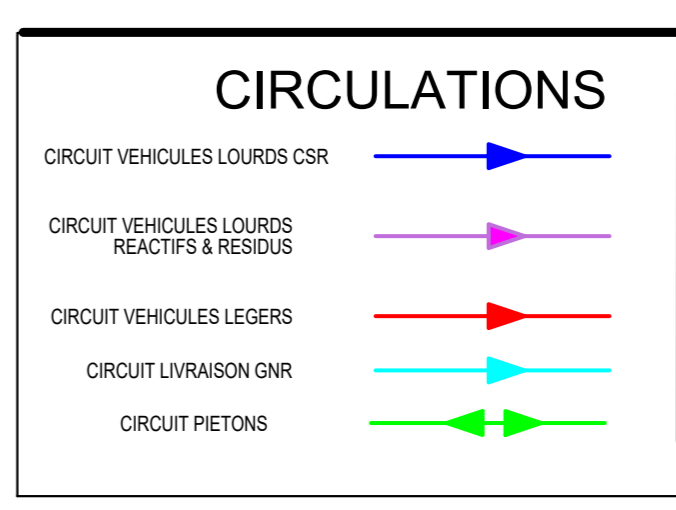 CIRCULATIONS
CIRCUIT VEHICULES LOURDS CSR
CIRCUIT VEHICULES LOURDS
REACTIFS & RESIDUS
CIRCUIT VEHICULES LEGERS
CIRCUIT LIVRAISON GNR
CIRCUIT PIETONS